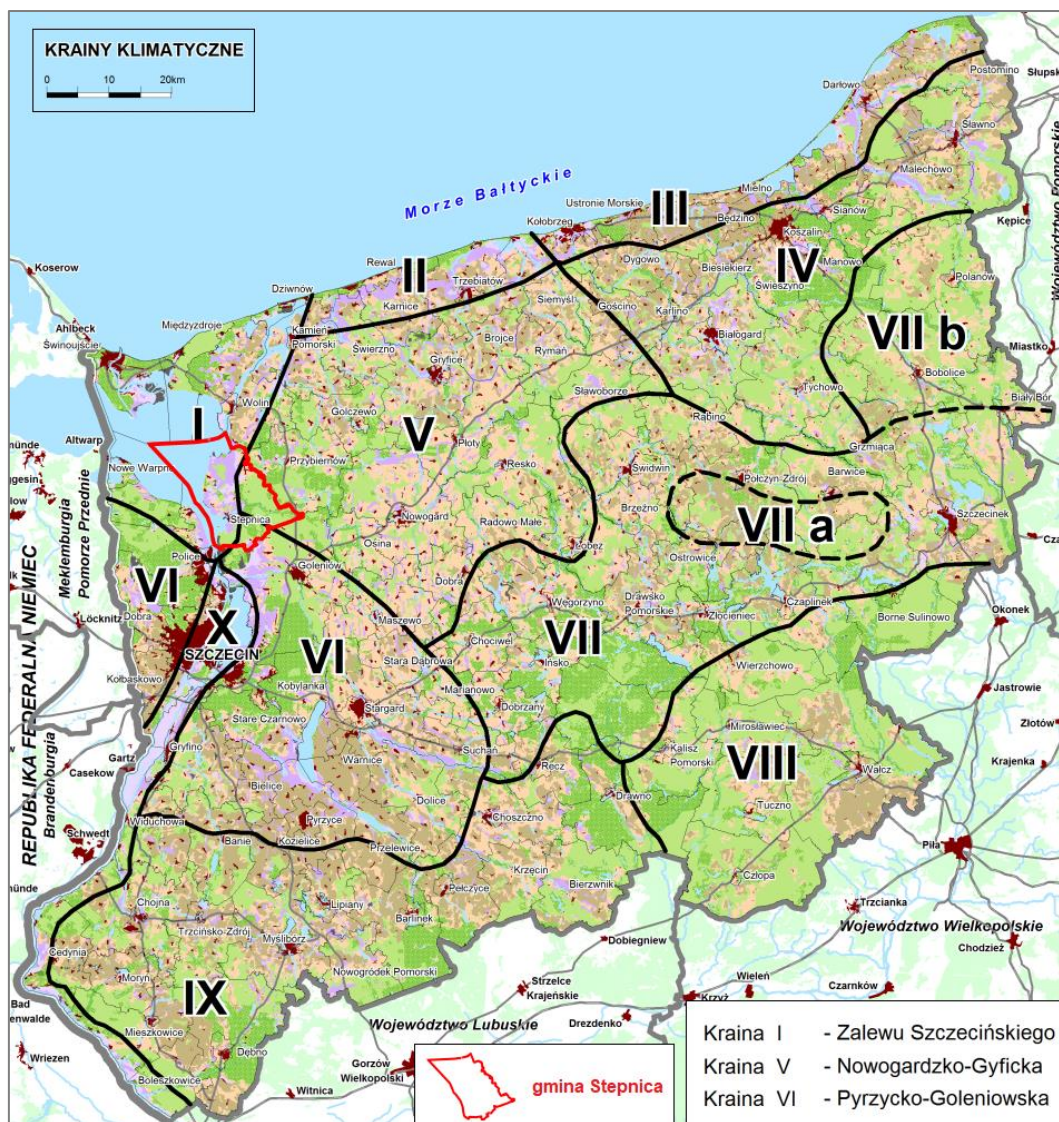 KRAINY KLIMATYCZNE
0 10 20km
Postomino
Słupsk
Darłowo
Sławno
Malechowo
Województwo Pomorskie
Morze Bałtyckie
Ustronie Morskie
Mielno
III
Będzino
Sianów
Kępice
Kołobrzeg
Koszalin
Koserow
Rewal
II
Dygowo
Biesiekierz
IV
Manowo
Świeszyno
Polanów
Dziwnów
Trzebiatów
Karnice
Siemyśl
Gościno
Karlino
Międzyzdroje
Ahlbeck
Świnoujście
Kamień
Pomorski
Świerzno
Brojce
Rymań
Białogard
VII b
Miastko
Gryfice
Bobolice
Tychowo
Sławoborze
Biały Bór
Wolin
I
Golczewo
V
Rąbino
Grzmiąca
münde
Altwarp
Płoty
Nowe Warpno
Przybiernów
Resko
Świdwin
Barwice
Połczyn-Zdrój
ggesin
Brzeżno
VII a
Szczecinek
Stepnica
Nowogard
Radowo Małe
Osina
Łobez
Ostrowice
Police
Goleniów
Dobra
Meklemburgia
Pomorze Przednie
VI
Węgorzyno
Drawsko
Pomorskie
Złocieniec
Czaplinek
Okonek
Löcknitz
Dobra
X
SZCZECIN
Maszewo
Chociwel
VII
Borne Sulinowo
Kołbaskowo
VI
Stara Dąbrowa
Ińsko
Wierzchowo
Kobylanka
Marianowo
Dobrzany
Jastrowie
Stargard
Stare Czarnowo
Mirosławiec
Złotów
REPUBLIKA FEDERALNA NIEMIEC
Brandenburgia
Gartz
Casekow
Gryfino
Warnice
Suchań
Recz
Kalisz
Pomorski
VIII
Wałcz
Krajenka
Bielice
Dolice
Drawno
Tuczno
Schwedt
Widuchowa
Pyrzyce
Choszczno
Banie
Kozielice
Przelewice
Piła
Krzęcin
Pełczyce
Bierzwnik
Człopa
Chojna
Lipiany
Trzcianka
Trzcińsko-Zdrój
Barlinek
Myślibórz
Województwo Wielkopolskie
Cedynia
Dobiegniew
Chodzież
Moryń
Nowogródek Pomorski
IX
Strzelce
Krajeńskie
Wieleń
Czarnków
Bad
enwalde
Krzyż
Mieszkowice
Województwo Lubuskie
Drezdenko
Wriezen
Dębno
Gorzów
Wielkopolski
Boleszkowice
Witnica
gmina Stepnica
Kraina I - Zalewu Szczecińskiego
Kraina V - Nowogardzko-Gyficka
Kraina VI - Pyrzycko-Goleniowska